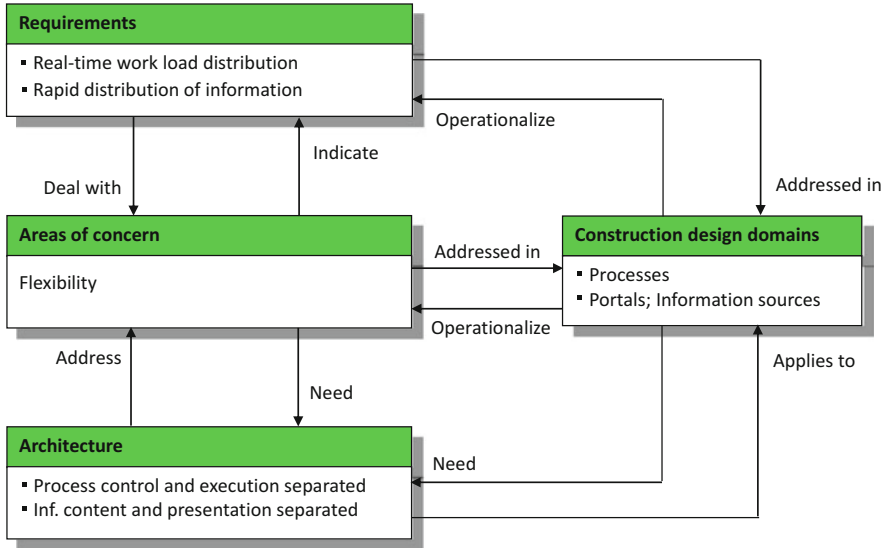 Requirements
▪ Real-time work load distribution
▪ Rapid distribution of information
Operationalize
Indicate
Deal with
Addressed in
Areas of concern
Flexibility
Addressed in
Operationalize
Construction design domains
▪ Processes
▪ Portals; Information sources
Address
Need
Applies to
Architecture
▪ Process control and execution separated
▪ Inf. content and presentation separated
Need